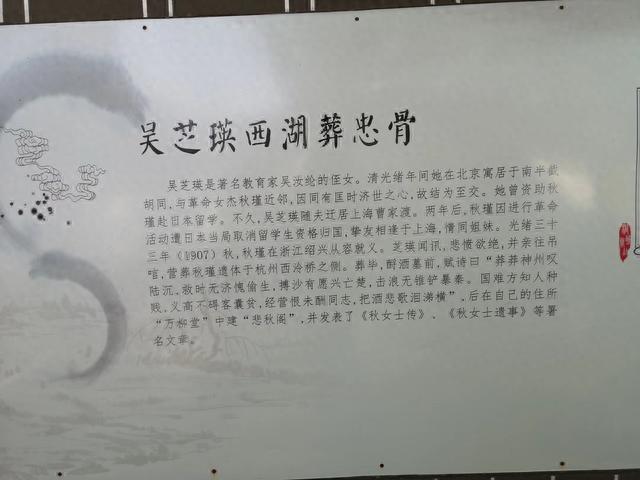 吴芝瑛西湖葬忠骨
吴芝瑛是著名教育家吴汝纶的侄女。清光绪年间她在北京寓居于南半截
胡同，与革命女杰秋瑾近邻，因同有匡时济世之心，故结为至交。她曾资助秋
瑾赴日本留学。不久，吴芝瑛随夫迁居上海曹家渡。两年后，秋瑾因进行革命
活动遭日本当局取消留学生资格归国，挚友相逢于上海，情同姐妹。光绪三十
三年（1907）秋，秋瑾在浙江绍兴从容就义。芝瑛闻讯，悲愤欲绝，并亲往吊
唁，营葬秋瑾遗体于杭州西泠桥之侧。葬毕，酹酒墓前，赋诗曰“莽莽神州叹
陆沉，救时无济愧偷生，搏沙有愿兴亡楚，击浪无锥铲暴秦。国难方知人种
贱，义高不碍客囊贫，经营恨未酬同志，把酒悲歌泪涕横”，后在自己的住所
“万柳堂”中建“悲秋阁”，并发表了《秋女士传》、《秋女士遗事》等署
名文章。